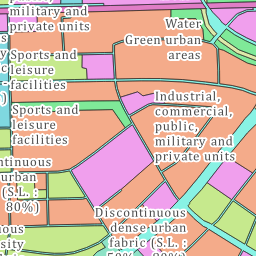 military and
private units
Water
Green urban
areas
Sports and
leisure
facilities
Sports and
leisure
facilities
Industrial,
commercial,
public,
military and
private units
urban
(S.L. :
80%)
Discontinuous
dense urban
fabric (S.L. :